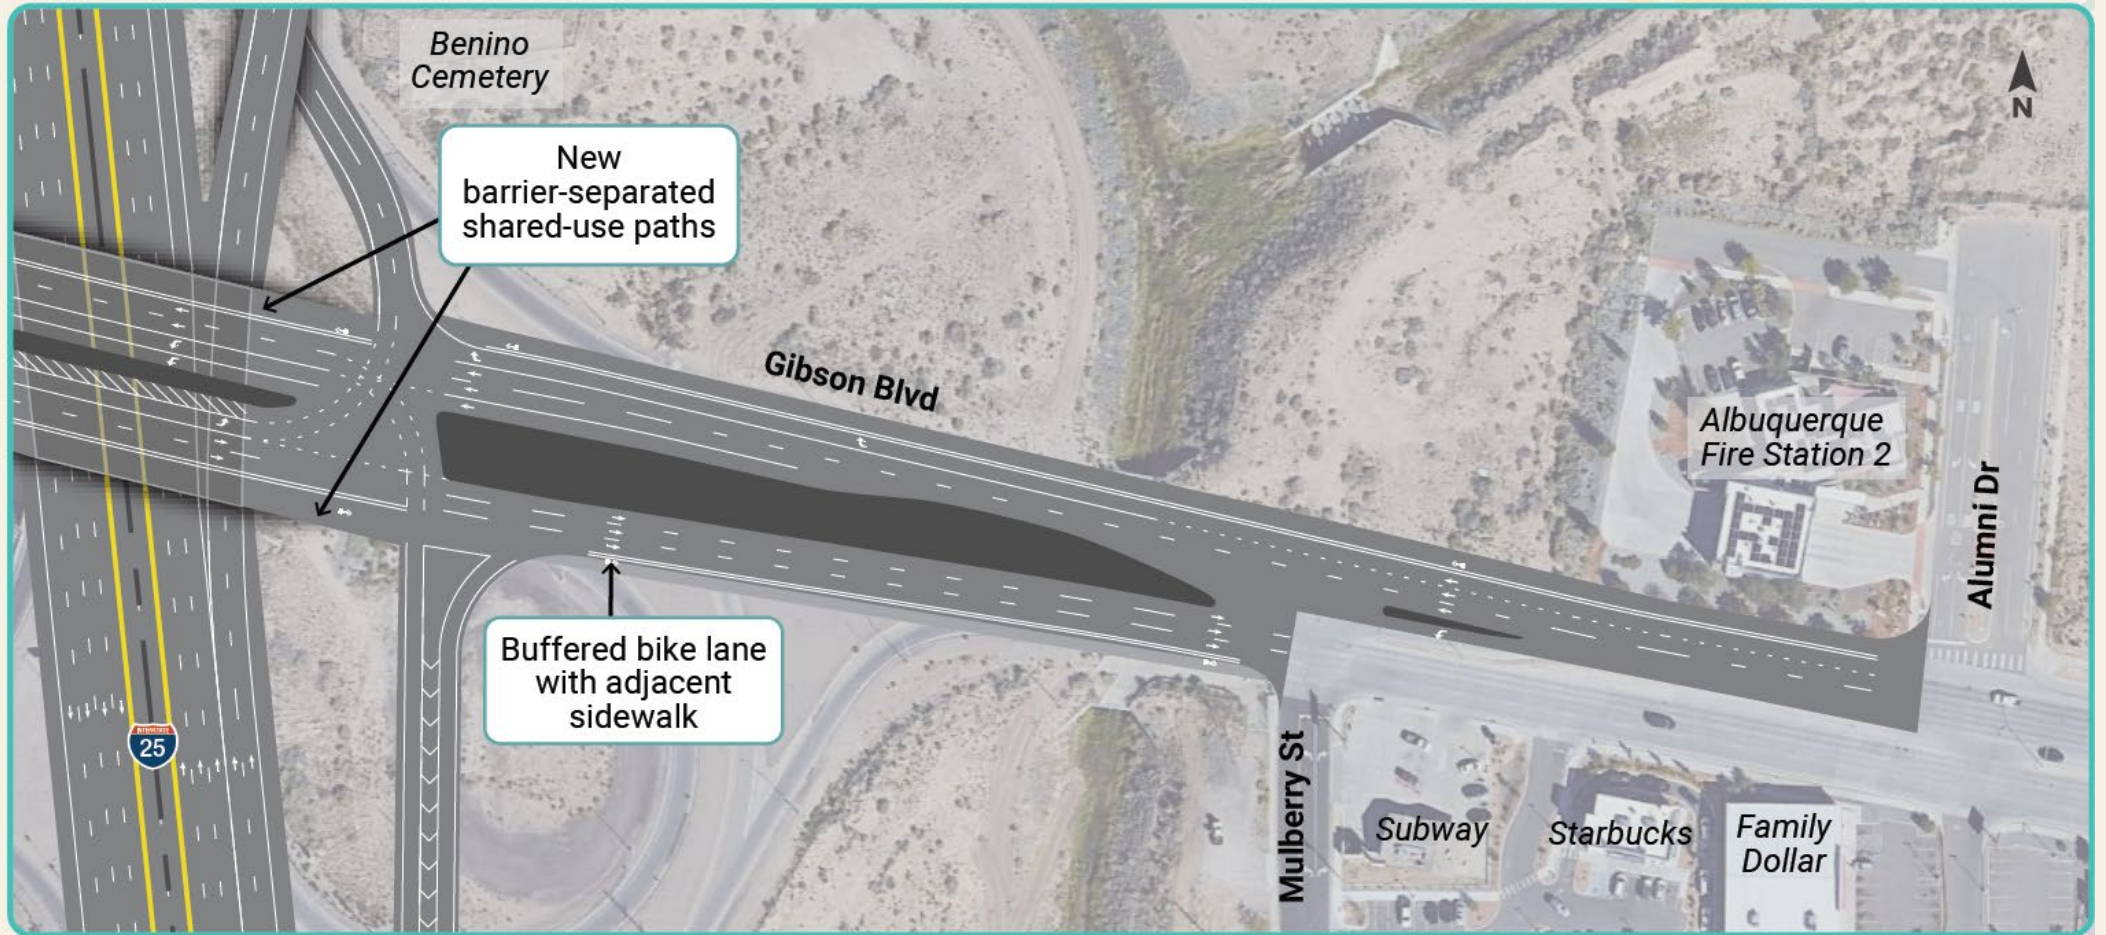 Benino
Cemetery
N
New
barrier-separated
shared-use paths
Gibson Blvd
Albuquerque
Fire Station 2
Alumni Dr
Buffered bike lane
with adjacent
sidewalk
INTERSTATE
25
Mulberry St
Subway
Starbucks
Family
Dollar